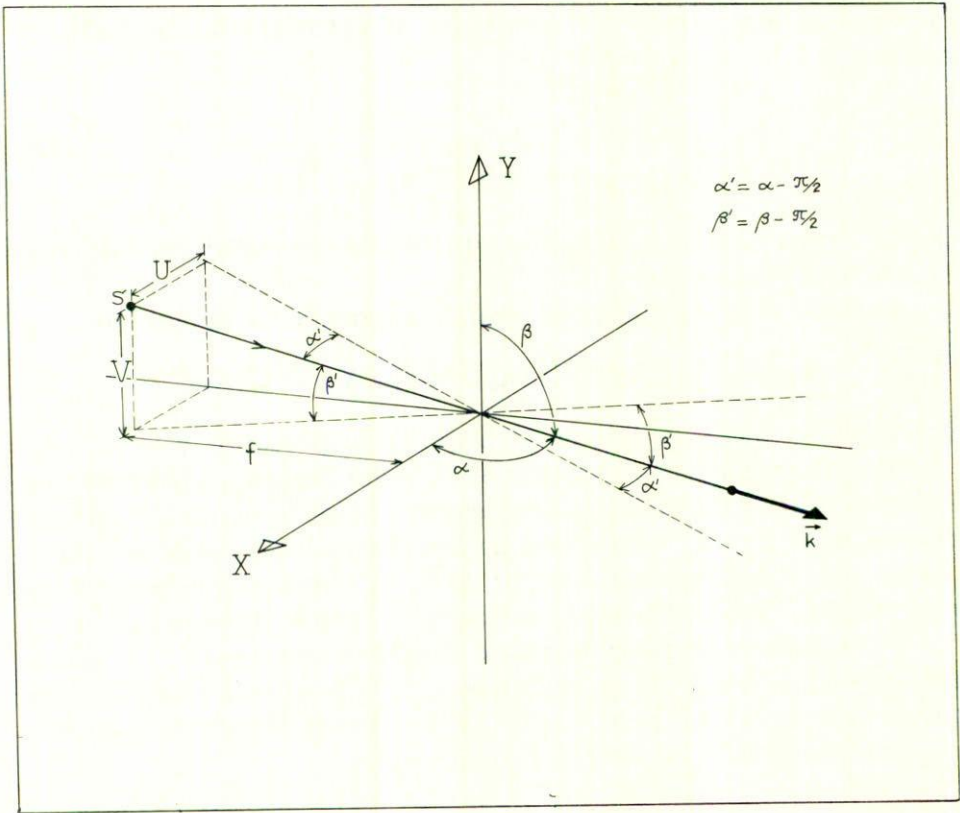 Y
α' = α - π/2
β' = β - π/2
U
S
α'
β
V
β'
f
α
β'
α'
X
k⃗